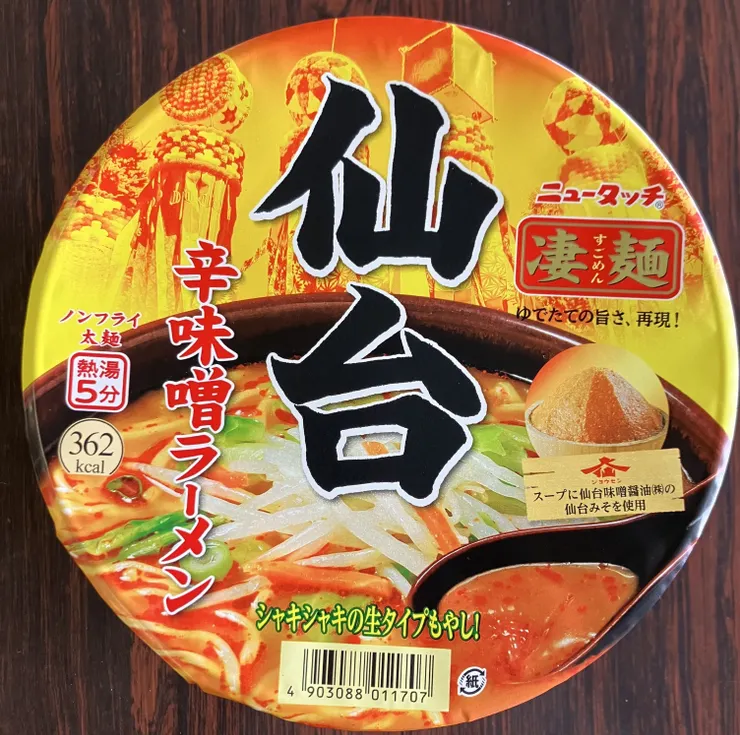 仙台
辛味噌ラーメン
ニュータッチ®
凄麺
すごめん
ゆでたての旨さ、再現!
ノンフライ
太麺
熱湯
5分
362
kcal
仙
ジョウセン
スープに仙台味噌醤油㈱の
仙台みそを使用
シャキシャキの生タイプもやし!
4 903088 011707
紙